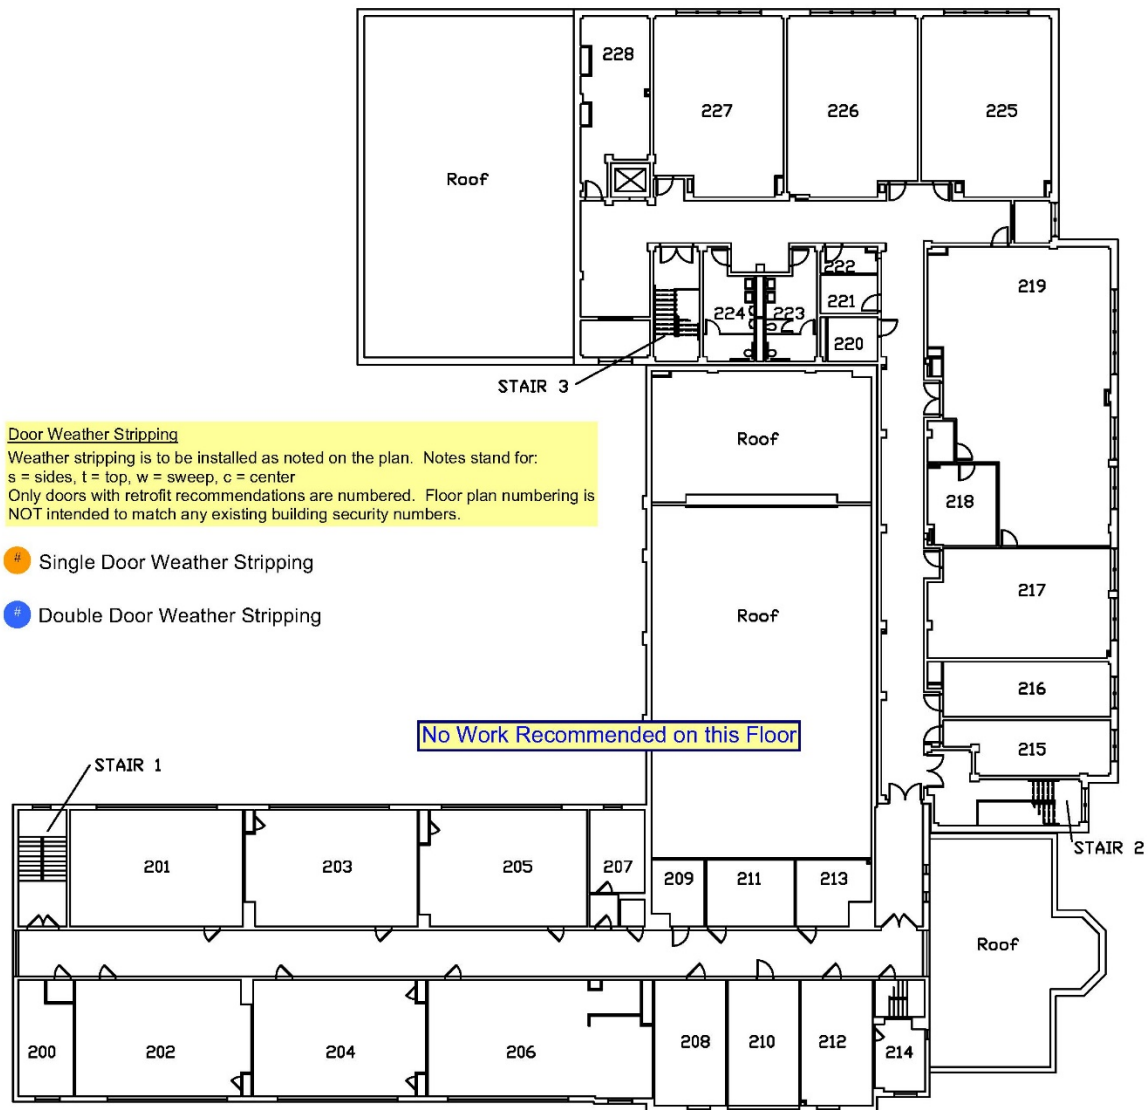 228
227
226
225
Roof
222
219
221
224
223
220
STAIR 3
Door Weather Stripping
Weather stripping is to be installed as noted on the plan. Notes stand for:
s = sides, t = top, w = sweep, c = center
Only doors with retrofit recommendations are numbered. Floor plan numbering is
NOT intended to match any existing building security numbers.
Roof
218
# Single Door Weather Stripping
# Double Door Weather Stripping
217
Roof
216
No Work Recommended on this Floor
215
STAIR 1
STAIR 2
201
203
205
207
209
211
213
Roof
200
202
204
206
208
210
212
214